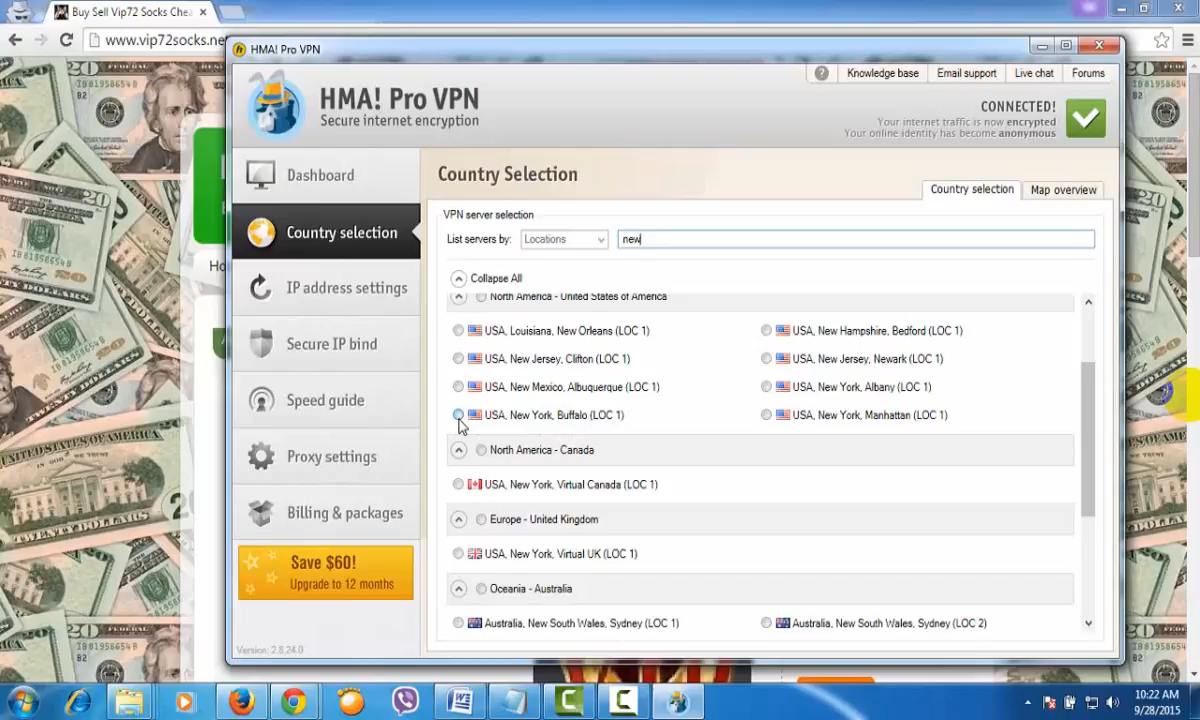 Buy Sell Vip72 Socks Chea
www.vip72socks.ne
HMA! Pro VPN
Knowledge base
Email support
Live chat
Forums
HMA! Pro VPN
Secure internet encryption
CONNECTED!
Your internet traffic is now encrypted
Your online identity has become anonymous
Dashboard
Country selection
IP address settings
Secure IP bind
Speed guide
Proxy settings
Billing & packages
Save $60!
Upgrade to 12 months
Version: 2.8.24.0
Ho
Country Selection
Country selection
Map overview
VPN server selection
List servers by:
Locations
new
Collapse All
North America - United States of America
USA, Louisiana, New Orleans (LOC 1)
USA, New Hampshire, Bedford (LOC 1)
USA, New Jersey, Clifton (LOC 1)
USA, New Jersey, Newark (LOC 1)
USA, New Mexico, Albuquerque (LOC 1)
USA, New York, Albany (LOC 1)
USA, New York, Buffalo (LOC 1)
USA, New York, Manhattan (LOC 1)
North America - Canada
USA, New York, Virtual Canada (LOC 1)
Europe - United Kingdom
USA, New York, Virtual UK (LOC 1)
Oceania - Australia
Australia, New South Wales, Sydney (LOC 1)
Australia, New South Wales, Sydney (LOC 2)
10:22 AM
9/28/2015